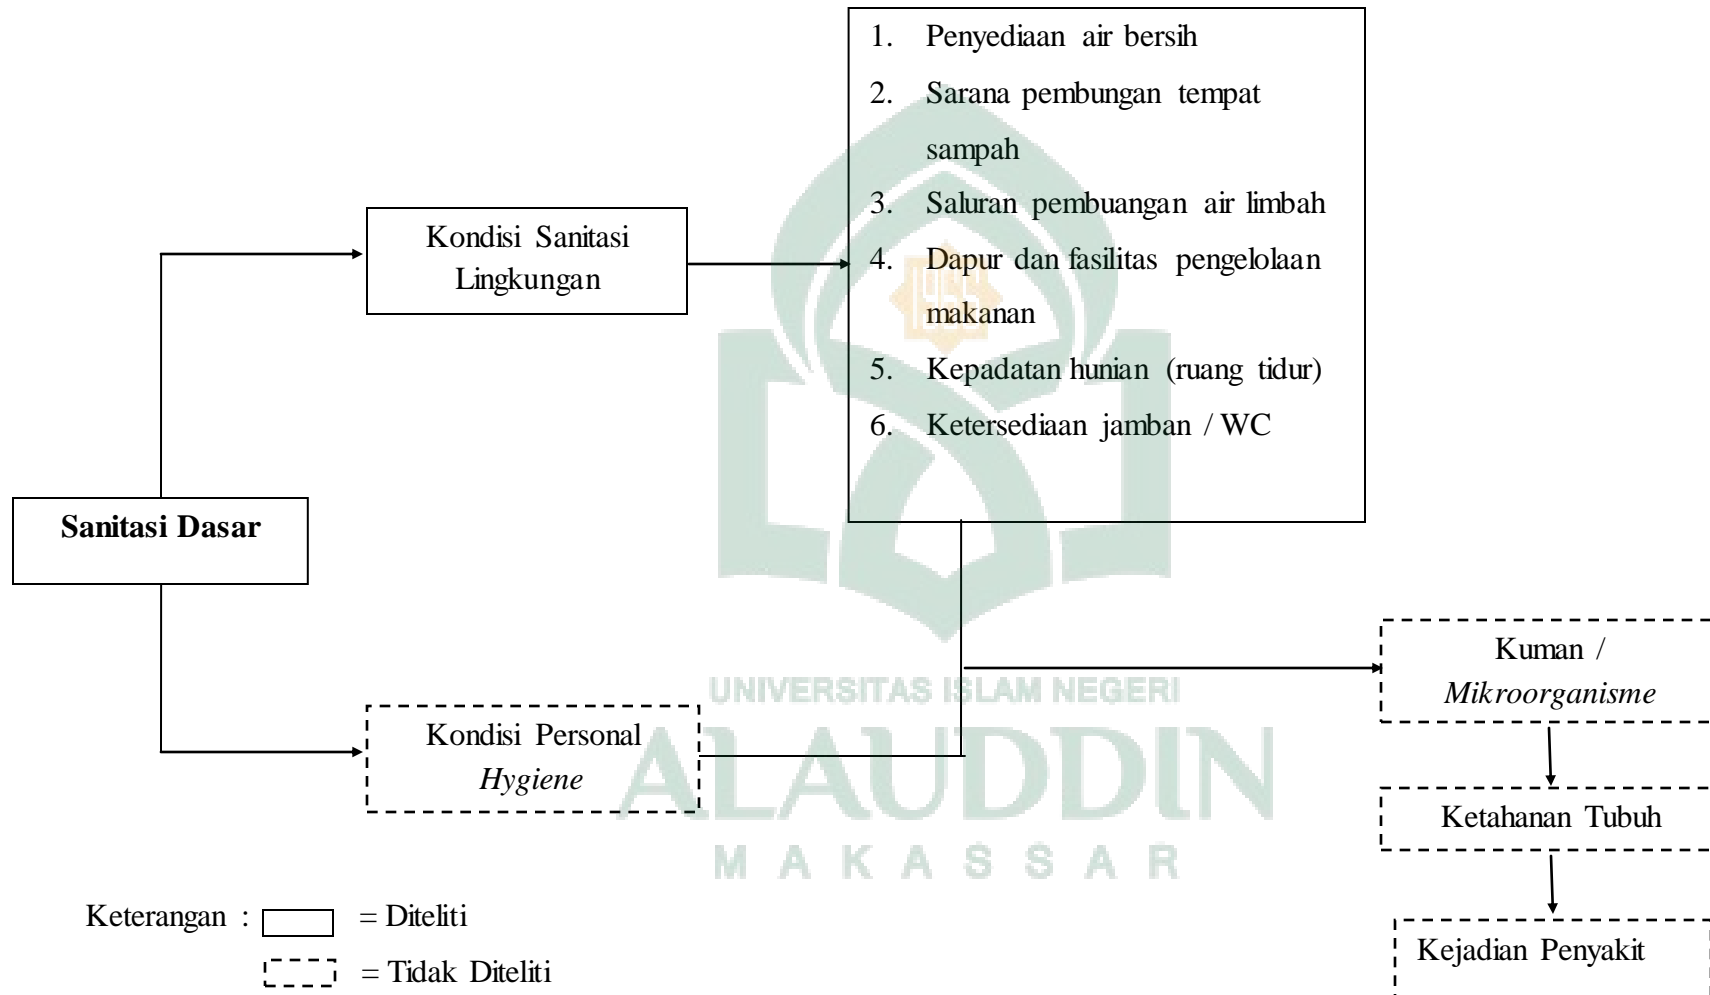 1. Penyediaan air bersih
2. Sarana pembungan tempat
sampah
3. Saluran pembuangan air limbah
4. Dapur dan fasilitas pengelolaan
makanan
5. Kepadatan hunian (ruang tidur)
6. Ketersediaan jamban / WC
Kondisi Sanitasi
Lingkungan
Sanitasi Dasar
Kondisi Personal
Hygiene
Kuman /
Mikroorganisme
Ketahanan Tubuh
Kejadian Penyakit
UNIVERSITAS ISLAM NEGERI
ALAUDDIN
MAKASSAR
Keterangan :
= Diteliti
= Tidak Diteliti